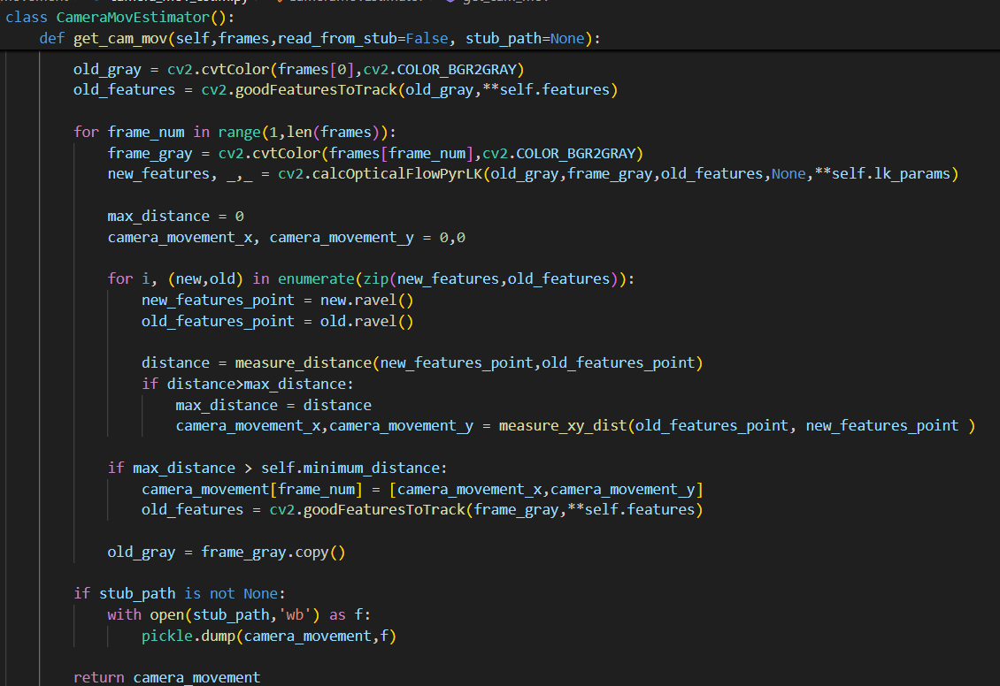 class CameraMovEstimator():
    def get_cam_mov(self,frames,read_from_stub=False, stub_path=None):
        old_gray = cv2.cvtColor(frames[0],cv2.COLOR_BGR2GRAY)
        old_features = cv2.goodFeaturesToTrack(old_gray,**self.features)
        for frame_num in range(1,len(frames)):
            frame_gray = cv2.cvtColor(frames[frame_num],cv2.COLOR_BGR2GRAY)
            new_features, _,_ = cv2.calcOpticalFlowPyrLK(old_gray,frame_gray,old_features,None,**self.lk_params)
            max_distance = 0
            camera_movement_x, camera_movement_y = 0,0
            for i, (new,old) in enumerate(zip(new_features,old_features)):
                new_features_point = new.ravel()
                old_features_point = old.ravel()
                distance = measure_distance(new_features_point,old_features_point)
                if distance>max_distance:
                    max_distance = distance
                    camera_movement_x,camera_movement_y = measure_xy_dist(old_features_point, new_features_point )
            if max_distance > self.minimum_distance:
                camera_movement[frame_num] = [camera_movement_x,camera_movement_y]
                old_features = cv2.goodFeaturesToTrack(frame_gray,**self.features)
            old_gray = frame_gray.copy()
        if stub_path is not None:
            with open(stub_path,'wb') as f:
                pickle.dump(camera_movement,f)
        return camera_movement